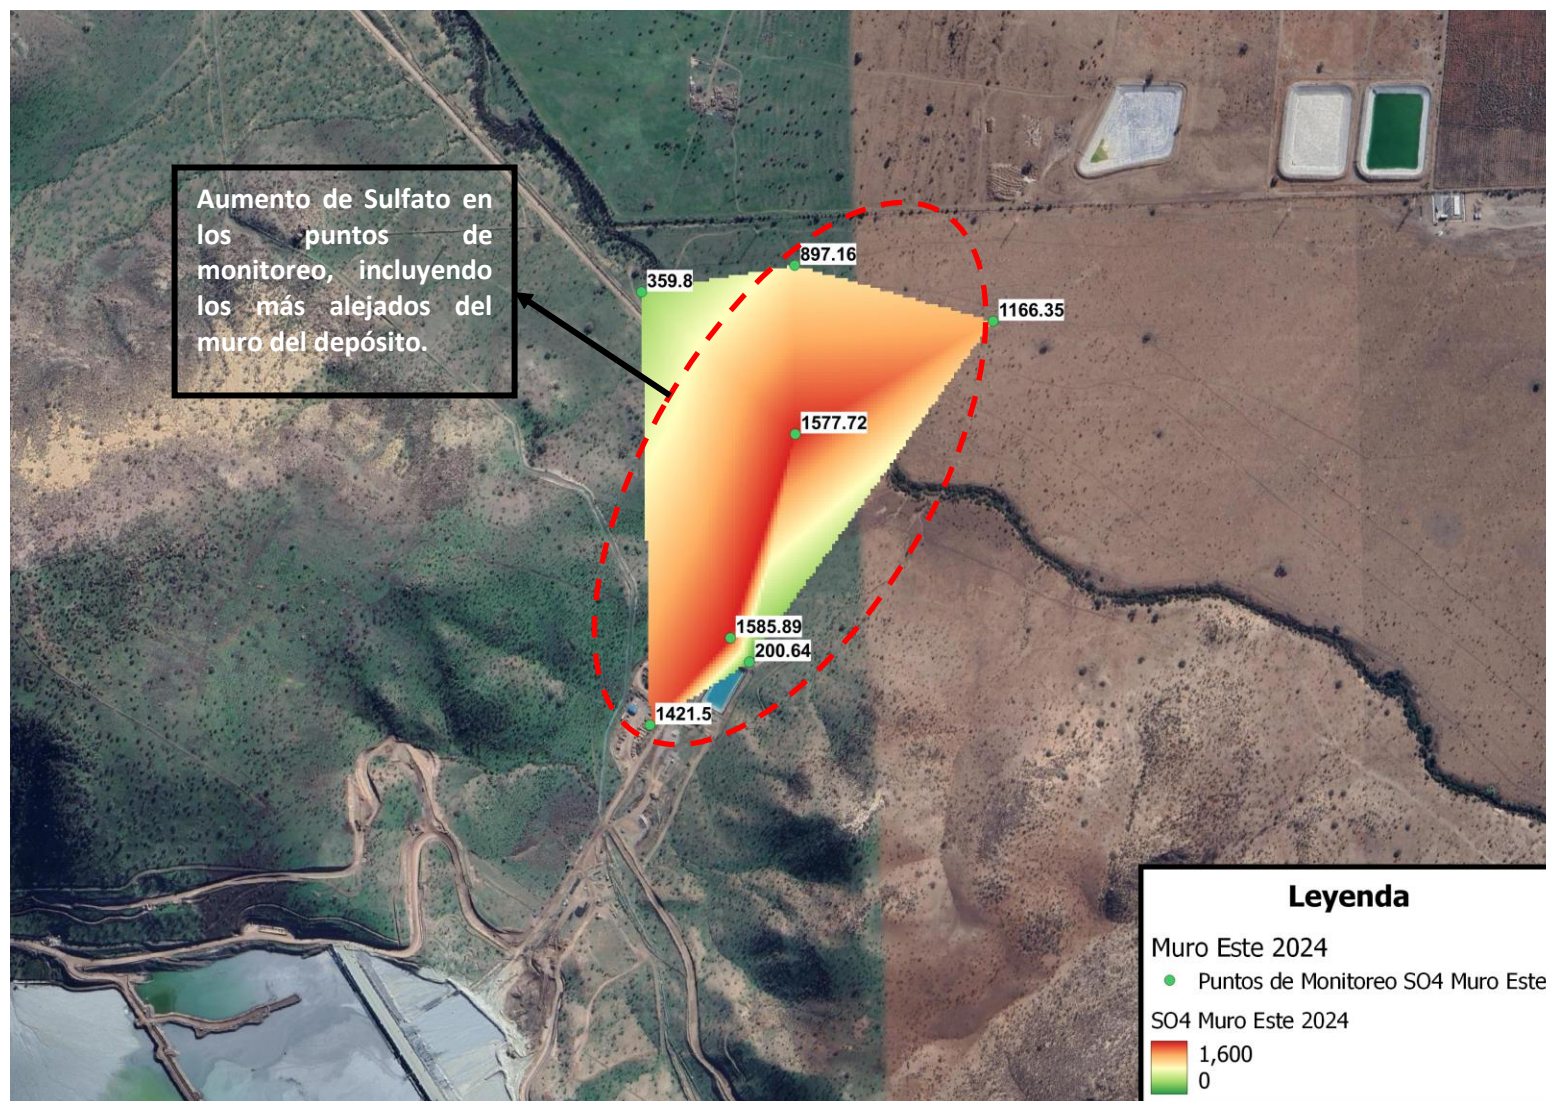 Aumento de Sulfato en
los puntos de
monitoreo, incluyendo
los más alejados del
muro del depósito.
897.16
359.8
1166.35
1577.72
1585.89
200.64
1421.5
Leyenda
Muro Este 2024
Puntos de Monitoreo SO4 Muro Este
SO4 Muro Este 2024
1,600
0